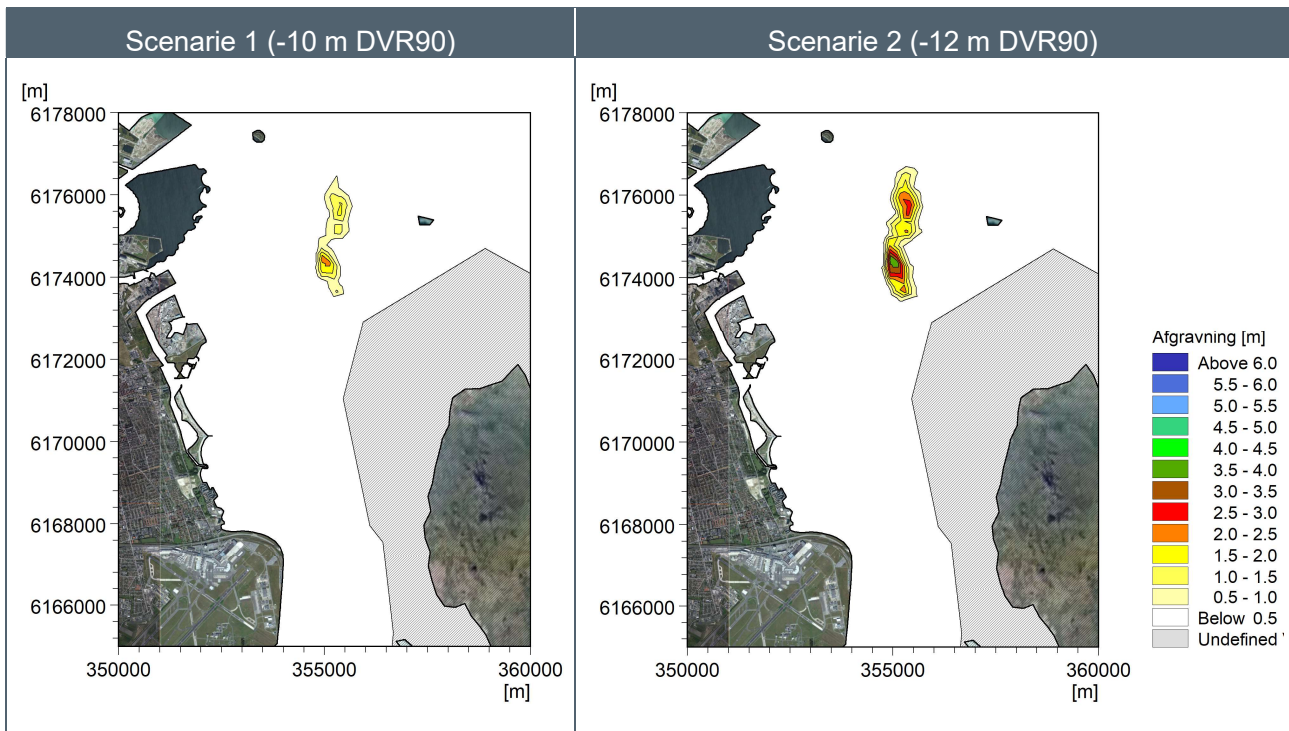 Scenarie 1 (-10 m DVR90)
Scenarie 2 (-12 m DVR90)
[m]
6178000
6176000
6174000
6172000
6170000
6168000
6166000
350000
355000
360000
[m]
[m]
6178000
6176000
6174000
6172000
6170000
6168000
6166000
350000
355000
360000
[m]
Afgravning [m]
Above 6.0
5.5 - 6.0
5.0 - 5.5
4.5 - 5.0
4.0 - 4.5
3.5 - 4.0
3.0 - 3.5
2.5 - 3.0
2.0 - 2.5
1.5 - 2.0
1.0 - 1.5
0.5 - 1.0
Below 0.5
Undefined